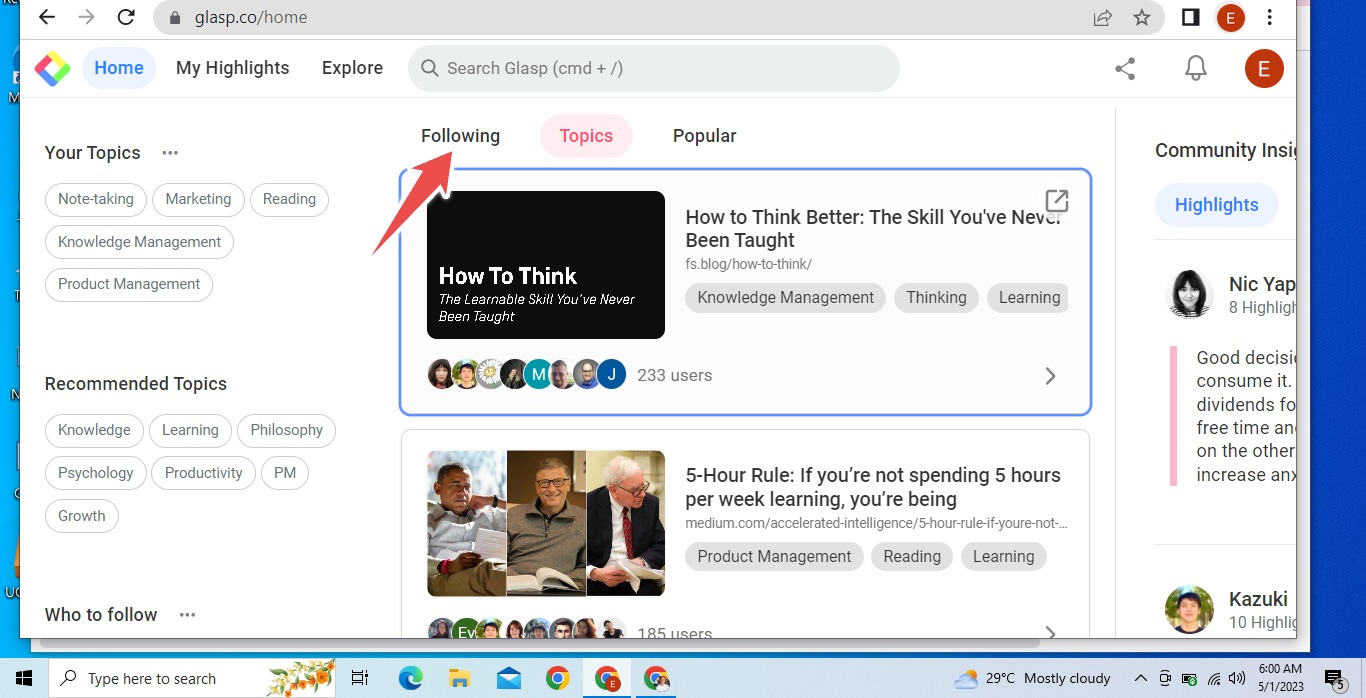 glasp.co/home
E
Home
My Highlights
Explore
Search Glasp (cmd + /)
E
Your Topics
Note-taking
Marketing
Reading
Knowledge Management
Product Management
Recommended Topics
Knowledge
Learning
Philosophy
Psychology
Productivity
PM
Growth
Who to follow
Following
Topics
Popular
How To Think
The Learnable Skill You've Never
Been Taught
How to Think Better: The Skill You've Never
Been Taught
fs.blog/how-to-think/
Knowledge Management
Thinking
Learning
M
J
233 users
5-Hour Rule: If you’re not spending 5 hours
per week learning, you’re being
medium.com/accelerated-intelligence/5-hour-rule-if-youre-not-...
Product Management
Reading
Learning
Ev
185 users
Community Insi
Highlights
Nic Yap
8 Highligh
Good decisi
consume it.
dividends fo
free time an
on the other
increase anx
Kazuki
10 Highlig
Type here to search
E
29°C Mostly cloudy
6:00 AM
5/1/2023
5